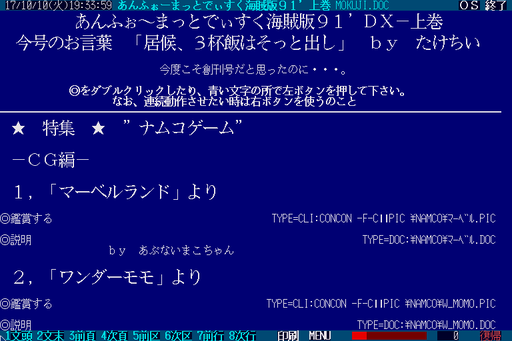 17/10/10(火)19:33:59 あんふぉーまっとでぃすく海賊版91’上巻 MOKUJI.DOC OS 終了
あんふぉ～まっとでぃすく海賊版91’DX－上巻
今号のお言葉 「居候、3杯飯はそっと出し」 by たけちい
今度こそ創刊号だと思ったのに・・・。
◎をダブルクリックしたり、青い文字の所で左ボタンを押して下さい。
なお、連続動作させたい時は右ボタンを使うのこと
★ 特集 ★ ”ナムコゲーム”
－CG編－
1，「マーベルランド」より
◎鑑賞する TYPE=CLI:CONCON -F-C||PIC ¥NAMCO¥ﾏｰﾍﾞﾙ.PIC
◎説明 TYPE=DOC:¥NAMCO¥ﾏｰﾍﾞﾙ.DOC
by あぶないまこちゃん
2，「ワンダーモモ」より
◎鑑賞する TYPE=CLI:CONCON -F-C||PIC ¥NAMCO¥W_MOMO.PIC
◎説明 TYPE=DOC:¥NAMCO¥W_MOMO.DOC
1文頭 2文末 3前頁 4次頁 5前区 6次区 7前行 8次行 印刷 MENU 0 復帰